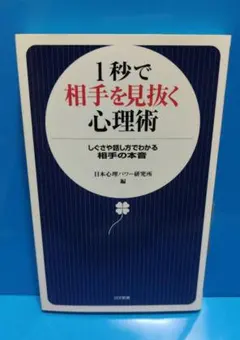 1秒で
相手を見抜く
心理術
しぐさや話し方でわかる
相手の本音
日本心理パワー研究所
編